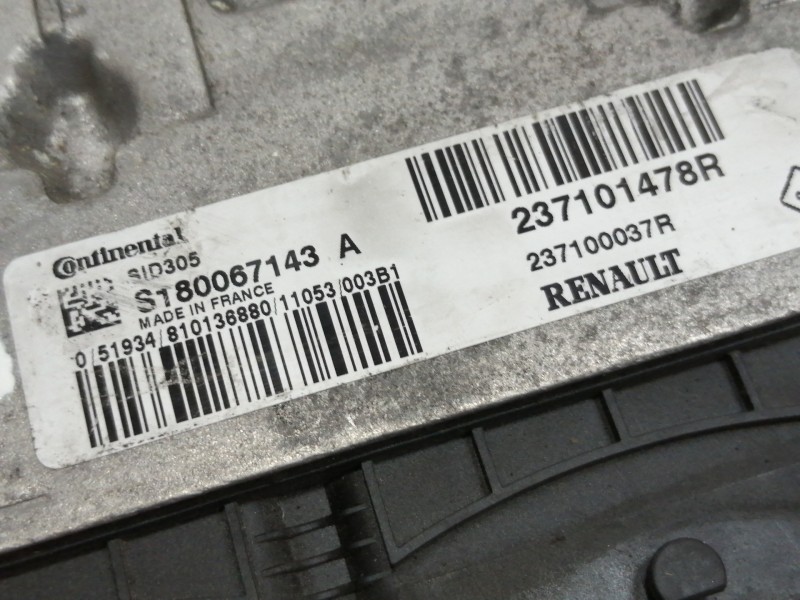 Continental
SID305
S180067143 A
MADE IN FRANCE
0/51934/810136880/11053/003B1
237101478R
237100037R
RENAULT